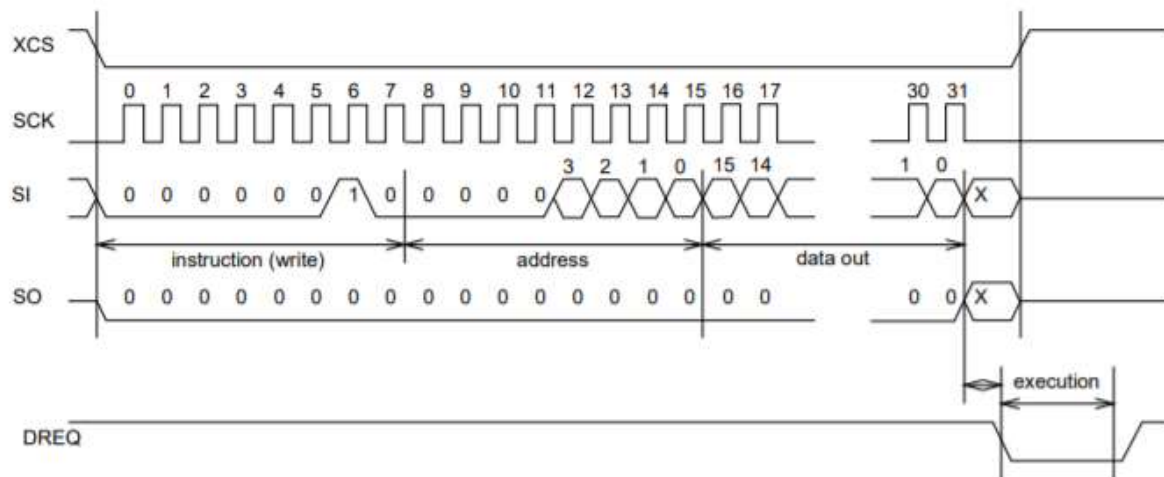 XCS
0 1 2 3 4 5 6 7 8 9 10 11 12 13 14 15 16 17 30 31
SCK
3 2 1 0 15 14 1 0
SI 0 0 0 0 0 0 1 0 0 0 0 0 X
instruction (write) address data out
SO 0 0 0 0 0 0 0 0 0 0 0 0 0 0 0 0 0 0 0 0 X
execution
DREQ